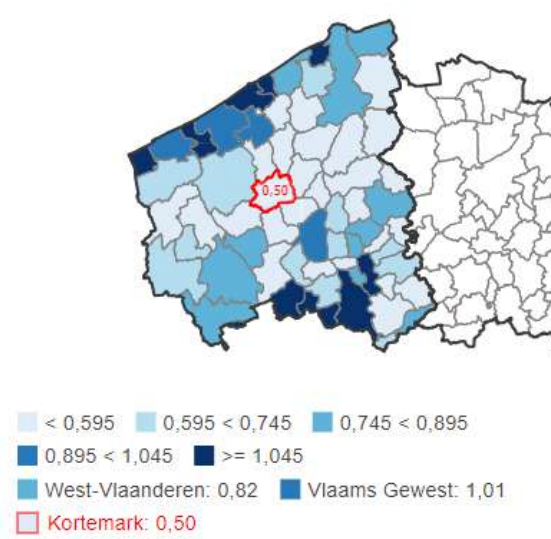 0,50
< 0,595 0,595 < 0,745 0,745 < 0,895
0,895 < 1,045 >= 1,045
West-Vlaanderen: 0,82 Vlaams Gewest: 1,01
Kortemark: 0,50